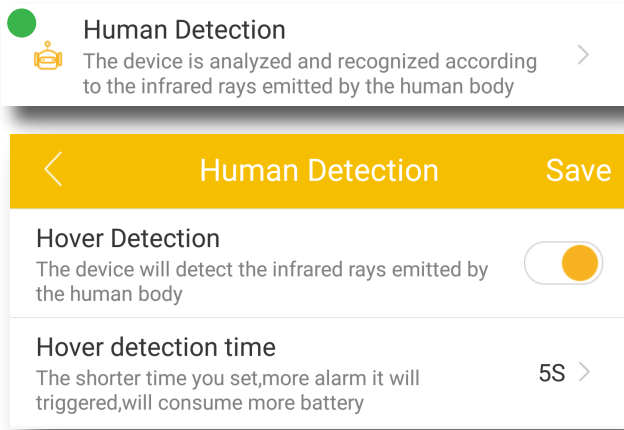 Human Detection
The device is analyzed and recognized according
to the infrared rays emitted by the human body
Human Detection Save
Hover Detection
The device will detect the infrared rays emitted by
the human body
Hover detection time
The shorter time you set,more alarm it will
triggered,will consume more battery
5S